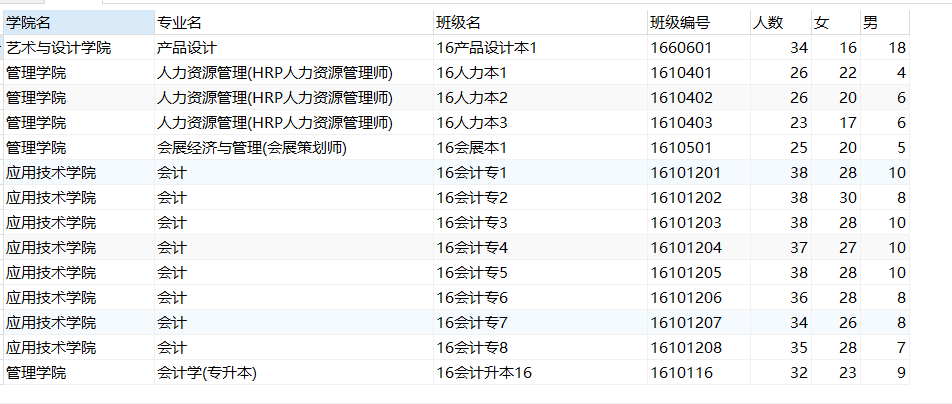 学院名 专业名 班级名 班级编号 人数 女 男
艺术与设计学院 产品设计 16产品设计本1 1660601 34 16 18
管理学院 人力资源管理(HRP人力资源管理师) 16人力本1 1610401 26 22 4
管理学院 人力资源管理(HRP人力资源管理师) 16人力本2 1610402 26 20 6
管理学院 人力资源管理(HRP人力资源管理师) 16人力本3 1610403 23 17 6
管理学院 会展经济与管理(会展策划师) 16会展本1 1610501 25 20 5
应用技术学院 会计 16会计专1 16101201 38 28 10
应用技术学院 会计 16会计专2 16101202 38 30 8
应用技术学院 会计 16会计专3 16101203 38 28 10
应用技术学院 会计 16会计专4 16101204 37 27 10
应用技术学院 会计 16会计专5 16101205 38 28 10
应用技术学院 会计 16会计专6 16101206 36 28 8
应用技术学院 会计 16会计专7 16101207 34 26 8
应用技术学院 会计 16会计专8 16101208 35 28 7
管理学院 会计学(专升本) 16会计升本16 1610116 32 23 9